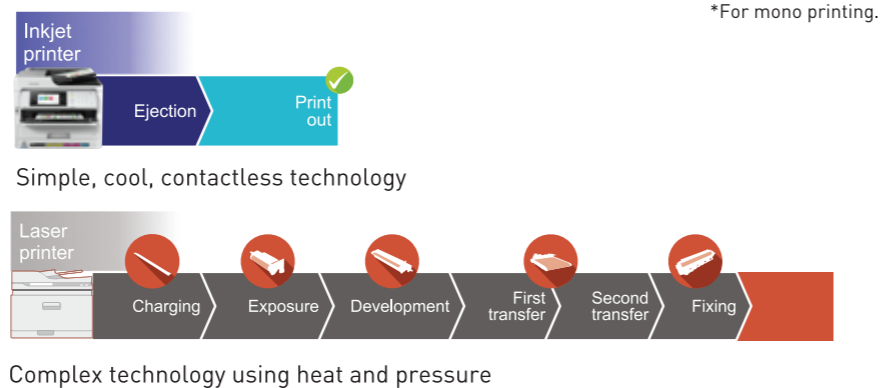 *For mono printing.
Inkjet
printer
Ejection
Print
out
Simple, cool, contactless technology
Laser
printer
Charging
Exposure
Development
First
transfer
Second
transfer
Fixing
Complex technology using heat and pressure